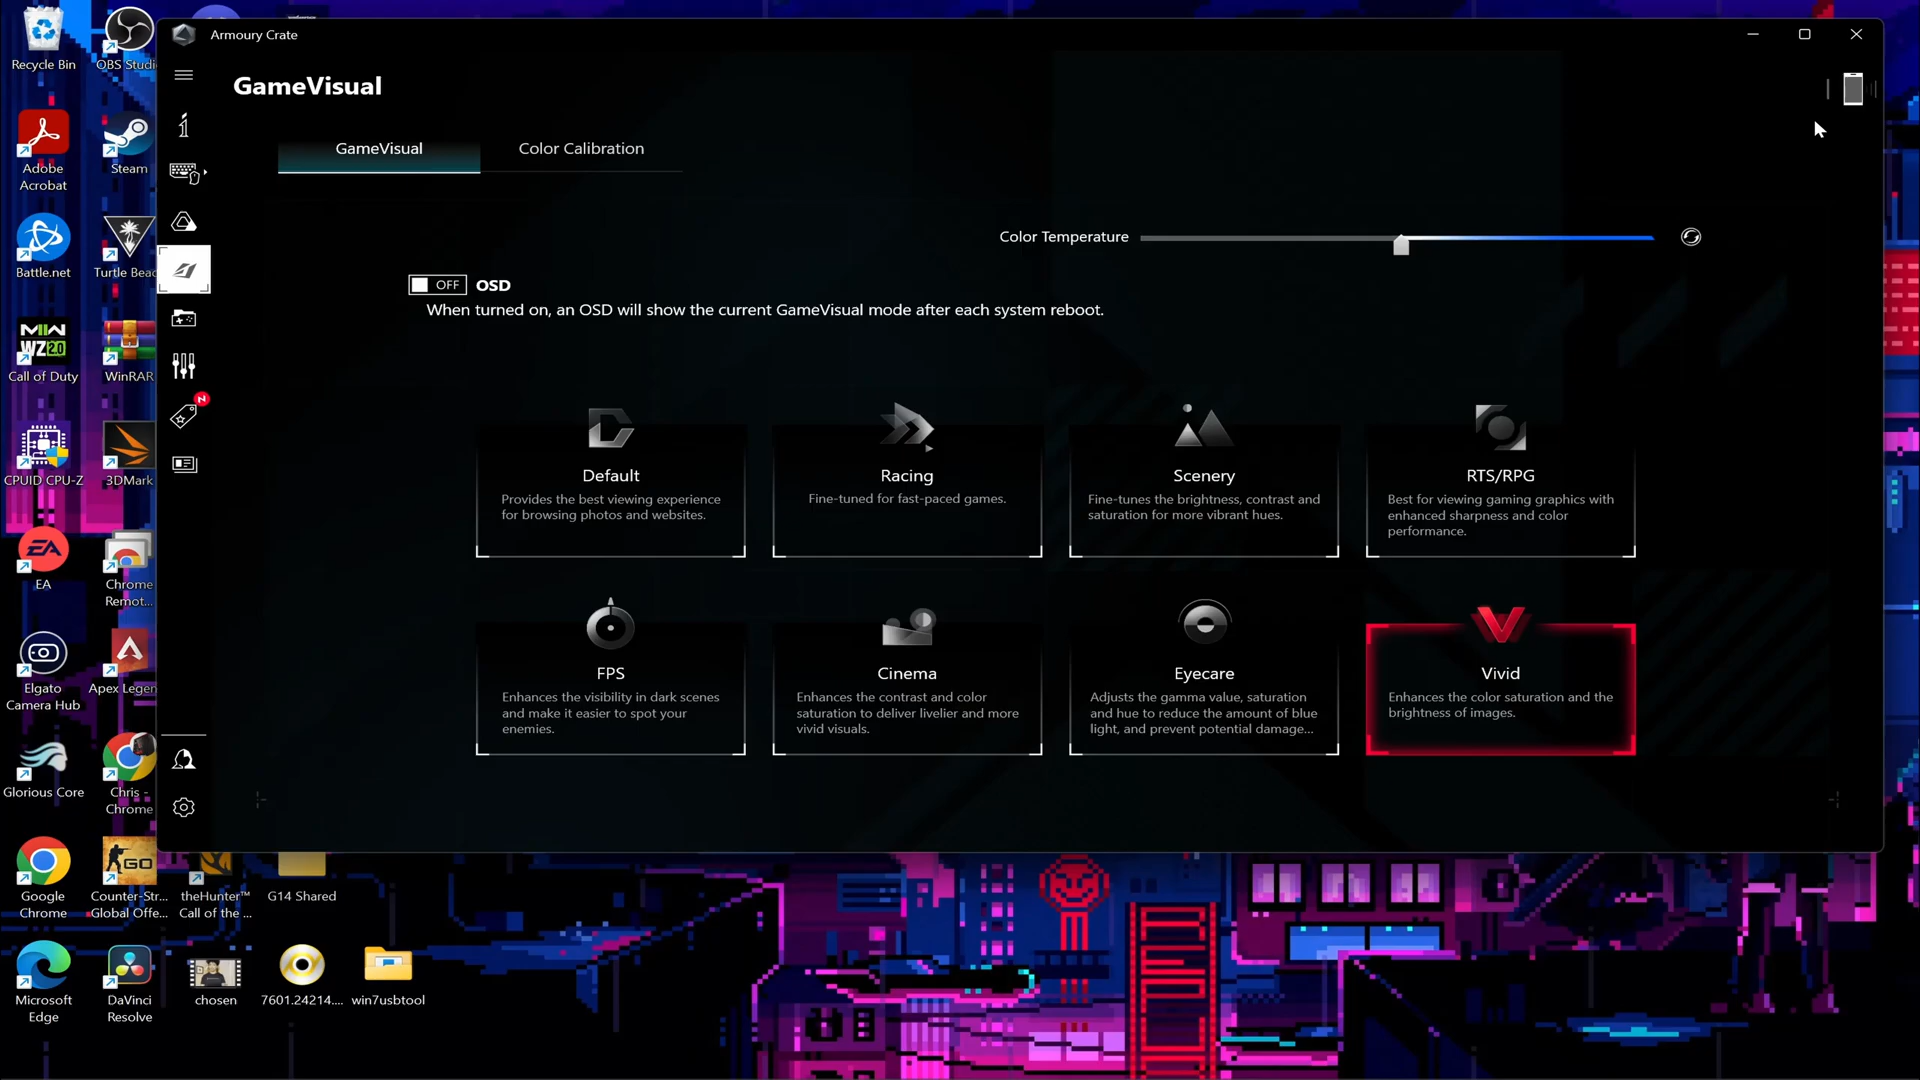 Armoury Crate
GameVisual
GameVisual
Color Calibration
Color Temperature
OFF
OSD
When turned on, an OSD will show the current GameVisual mode after each system reboot.
Default
Provides the best viewing experience
for browsing photos and websites.
Racing
Fine-tuned for fast-paced games.
Scenery
Fine-tunes the brightness, contrast and
saturation for more vibrant hues.
RTS/RPG
Best for viewing gaming graphics with
enhanced sharpness and color
performance.
FPS
Enhances the visibility in dark scenes
and make it easier to spot your
enemies.
Cinema
Enhances the contrast and color
saturation to deliver livelier and more
vivid visuals.
Eyecare
Adjusts the gamma value, saturation
and hue to reduce the amount of blue
light, and prevent potential damage...
Vivid
Enhances the color saturation and the
brightness of images.
N
Recycle Bin
OBS Studi
Adobe
Acrobat
Steam
Battle.net
Turtle Beac
MWII
WZ2.0
Call of Duty
WinRAR
CPUID CPU-Z
3DMark
EA
EA
Chrome
Remot...
Elgato
Camera Hub
Apex Legen
Glorious Core
Chris -
Chrome
Google
Chrome
GO
Counter-Str...
Global Offe...
theHunter™
Call of the ...
G14 Shared
Microsoft
Edge
DaVinci
Resolve
chosen
7601.24214....
win7usbtool